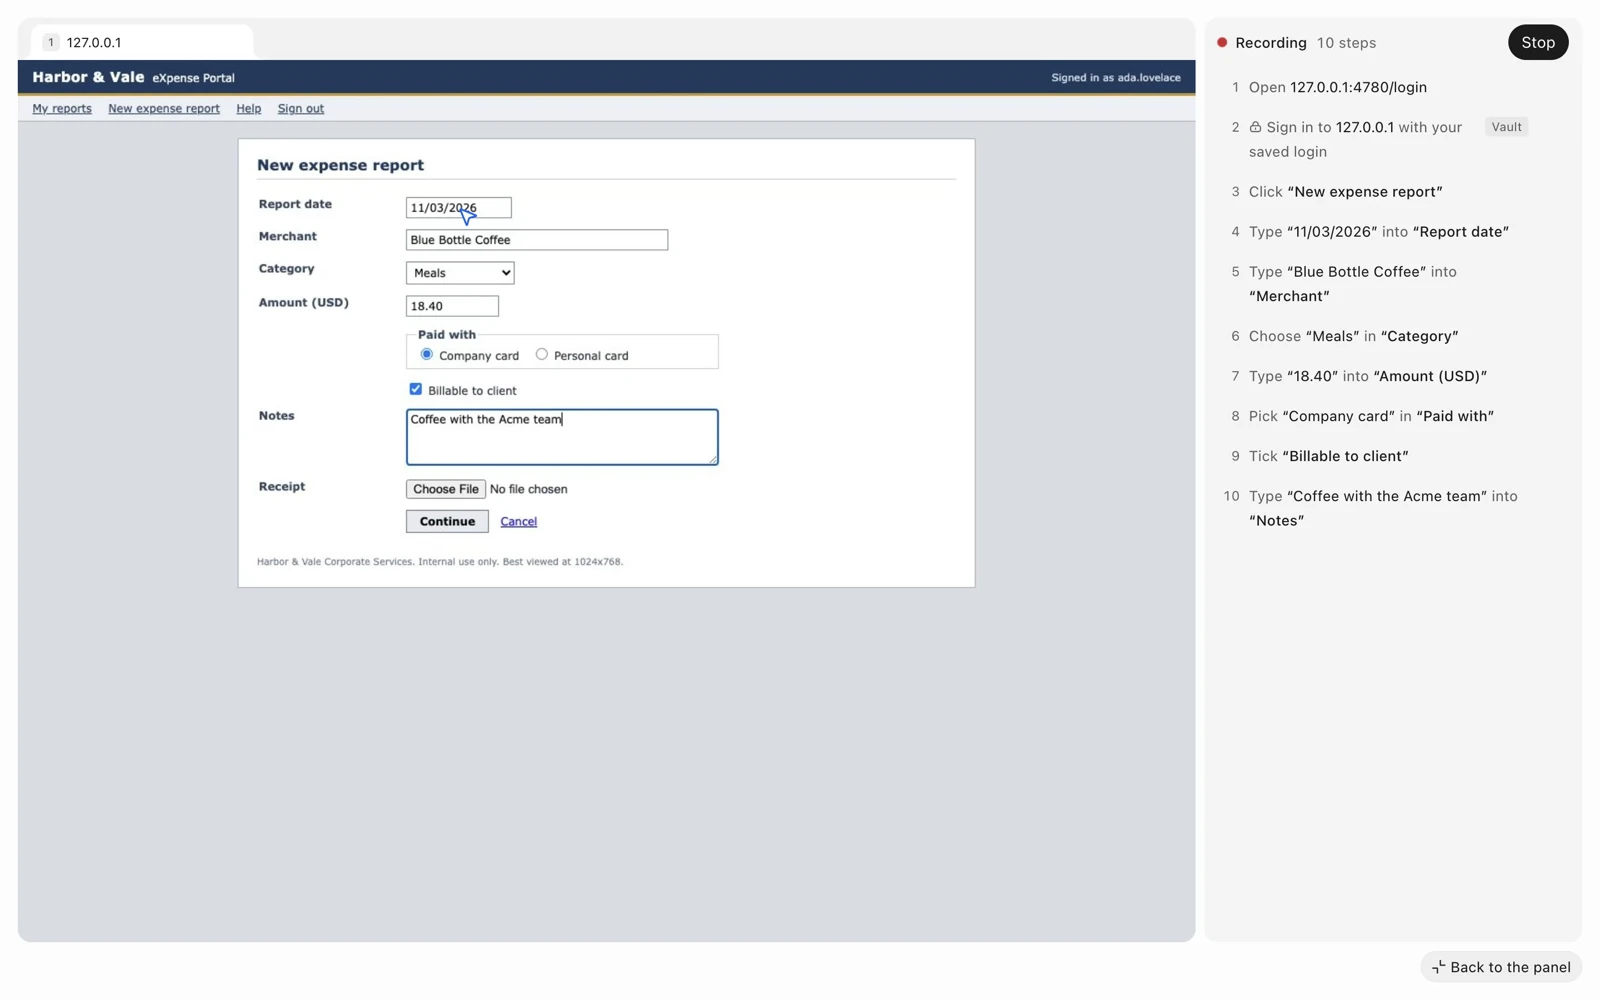 1 127.0.0.1
Harbor & Vale eXpense Portal
Signed in as ada.lovelace
My reports New expense report Help Sign out
New expense report
Report date 11/03/2026
Merchant Blue Bottle Coffee
Category Meals
Amount (USD) 18.40
Paid with
Company card Personal card
Billable to client
Notes Coffee with the Acme team
Receipt Choose File No file chosen
Continue Cancel
Harbor & Vale Corporate Services. Internal use only. Best viewed at 1024x768.
Recording 10 steps Stop
1 Open 127.0.0.1:4780/login
2 Sign in to 127.0.0.1 with your Vault
saved login
3 Click “New expense report”
4 Type “11/03/2026” into “Report date”
5 Type “Blue Bottle Coffee” into
“Merchant”
6 Choose “Meals” in “Category”
7 Type “18.40” into “Amount (USD)”
8 Pick “Company card” in “Paid with”
9 Tick “Billable to client”
10 Type “Coffee with the Acme team” into
“Notes”
Back to the panel